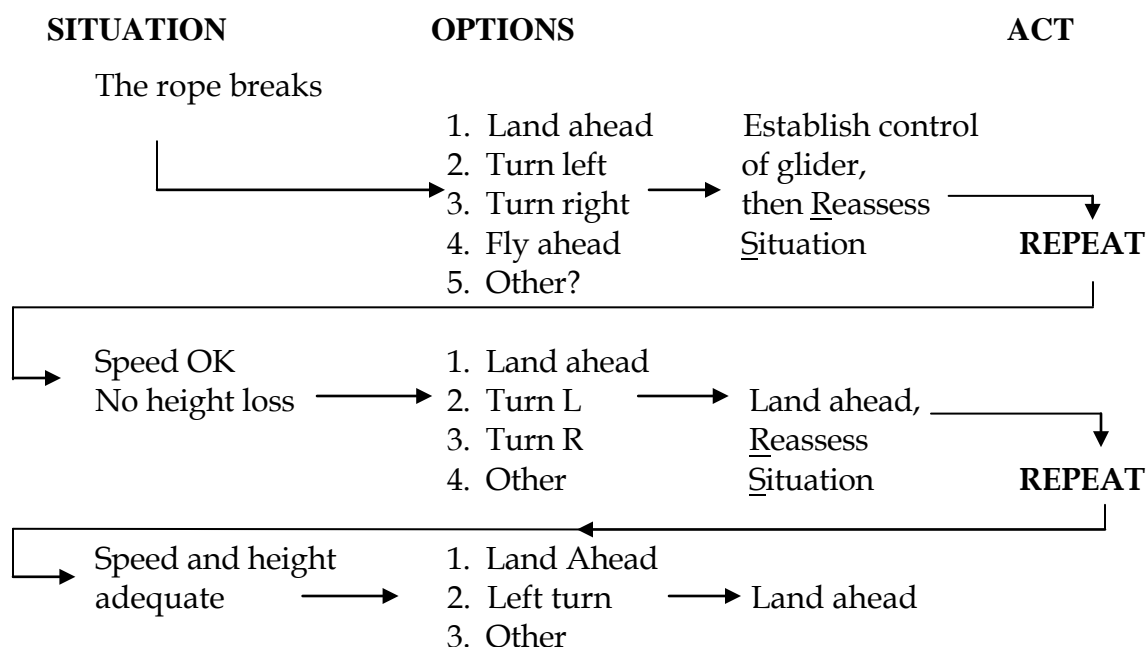 SITUATION OPTIONS ACT
The rope breaks
1. Land ahead Establish control
2. Turn left of glider,
3. Turn right then Reassess
4. Fly ahead Situation REPEAT
5. Other?
Speed OK 1. Land ahead
No height loss 2. Turn L Land ahead,
3. Turn R Reassess
4. Other Situation REPEAT
Speed and height 1. Land Ahead
adequate 2. Left turn Land ahead
3. Other